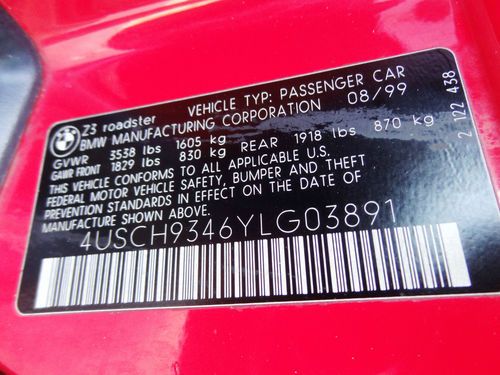 BMW
Z3 roadster VEHICLE TYP: PASSENGER CAR
BMW MANUFACTURING CORPORATION 08/99
GVWR 3538 lbs 1605 kg
GAWR FRONT 1829 lbs 830 kg REAR 1918 lbs 870 kg
THIS VEHICLE CONFORMS TO ALL APPLICABLE U.S.
FEDERAL MOTOR VEHICLE SAFETY, BUMPER AND THEFT
PREVENTION STANDARDS IN EFFECT ON THE DATE OF
MANUFACTURE SHOWN ABOVE.
4USCH9346YLG03891
2 122 438